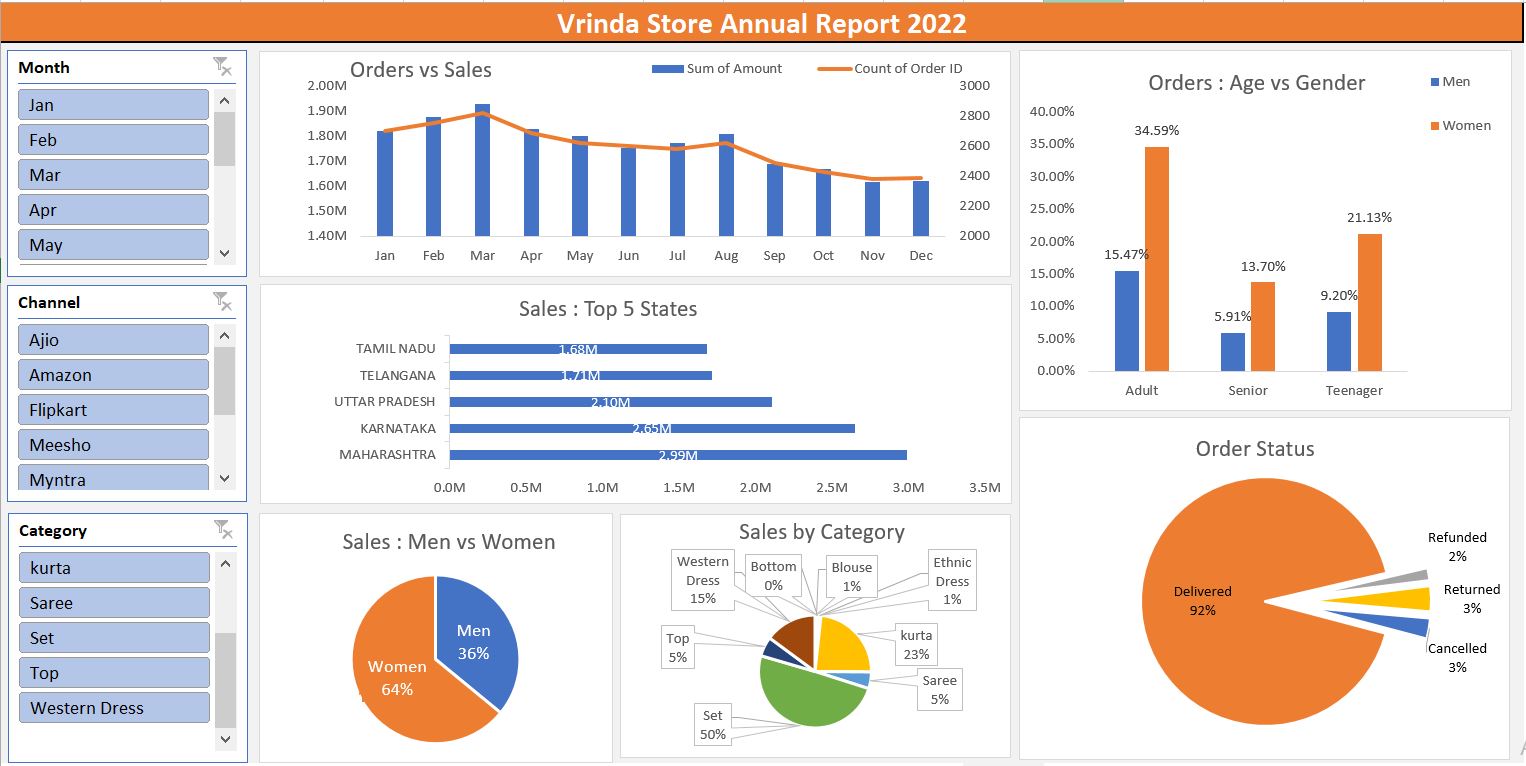 Vrinda Store Annual Report 2022
Month
Jan
Feb
Mar
Apr
May
Channel
Ajio
Amazon
Flipkart
Meesho
Myntra
Category
kurta
Saree
Set
Top
Western Dress
Orders vs Sales
Sum of Amount
Count of Order ID
2.00M
1.90M
1.80M
1.70M
1.60M
1.50M
1.40M
3000
2800
2600
2400
2200
2000
Jan Feb Mar Apr May Jun Jul Aug Sep Oct Nov Dec
Sales : Top 5 States
TAMIL NADU 1.68M
TELANGANA 1.71M
UTTAR PRADESH 2.10M
KARNATAKA 2.65M
MAHARASHTRA 2.99M
0.0M 0.5M 1.0M 1.5M 2.0M 2.5M 3.0M 3.5M
Sales : Men vs Women
Men
36%
Women
64%
Sales by Category
Western
Dress
15%
Bottom
0%
Blouse
1%
Ethnic
Dress
1%
Top
5%
kurta
23%
Saree
5%
Set
50%
Orders : Age vs Gender
Men
Women
40.00%
35.00%
30.00%
25.00%
20.00%
15.00%
10.00%
5.00%
0.00%
15.47%
34.59%
5.91%
13.70%
9.20%
21.13%
Adult Senior Teenager
Order Status
Delivered
92%
Refunded
2%
Returned
3%
Cancelled
3%